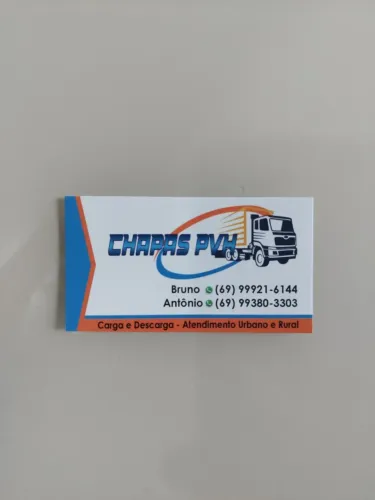 CHAPAS PVH
Bruno (69) 99921-6144
Antônio (69) 99380-3303
Carga e Descarga - Atendimento Urbano e Rural